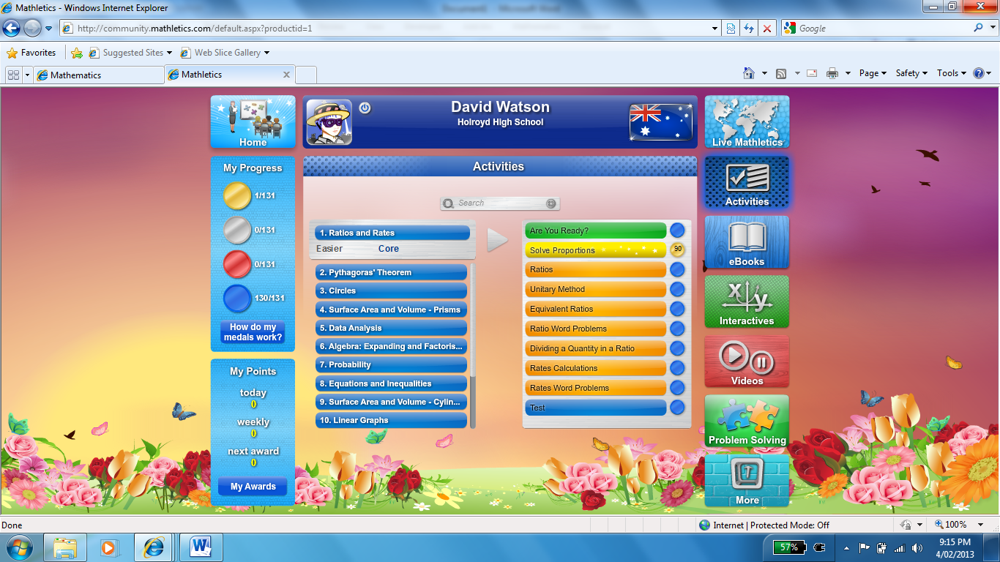 Mathletics - Windows Internet Explorer
http://community.mathletics.com/default.aspx?productid=1
Google
Favorites
Suggested Sites
Web Slice Gallery
Mathematics
Mathletics
Page
Safety
Tools
Home
David Watson
Holroyd High School
Live Mathletics
My Progress
1/131
0/131
0/131
130/131
How do my
medals work?
My Points
today
0
weekly
0
next award
0
My Awards
Activities
Search
1. Ratios and Rates
Easier Core
2. Pythagoras' Theorem
3. Circles
4. Surface Area and Volume - Prisms
5. Data Analysis
6. Algebra: Expanding and Factoris...
7. Probability
8. Equations and Inequalities
9. Surface Area and Volume - Cylin...
10. Linear Graphs
Are You Ready?
Solve Proportions 90
Ratios
Unitary Method
Equivalent Ratios
Ratio Word Problems
Dividing a Quantity in a Ratio
Rates Calculations
Rates Word Problems
Test
Activities
eBooks
x y
Interactives
Videos
Problem Solving
More
Done
Internet | Protected Mode: Off
100%
57%
9:15 PM
4/02/2013